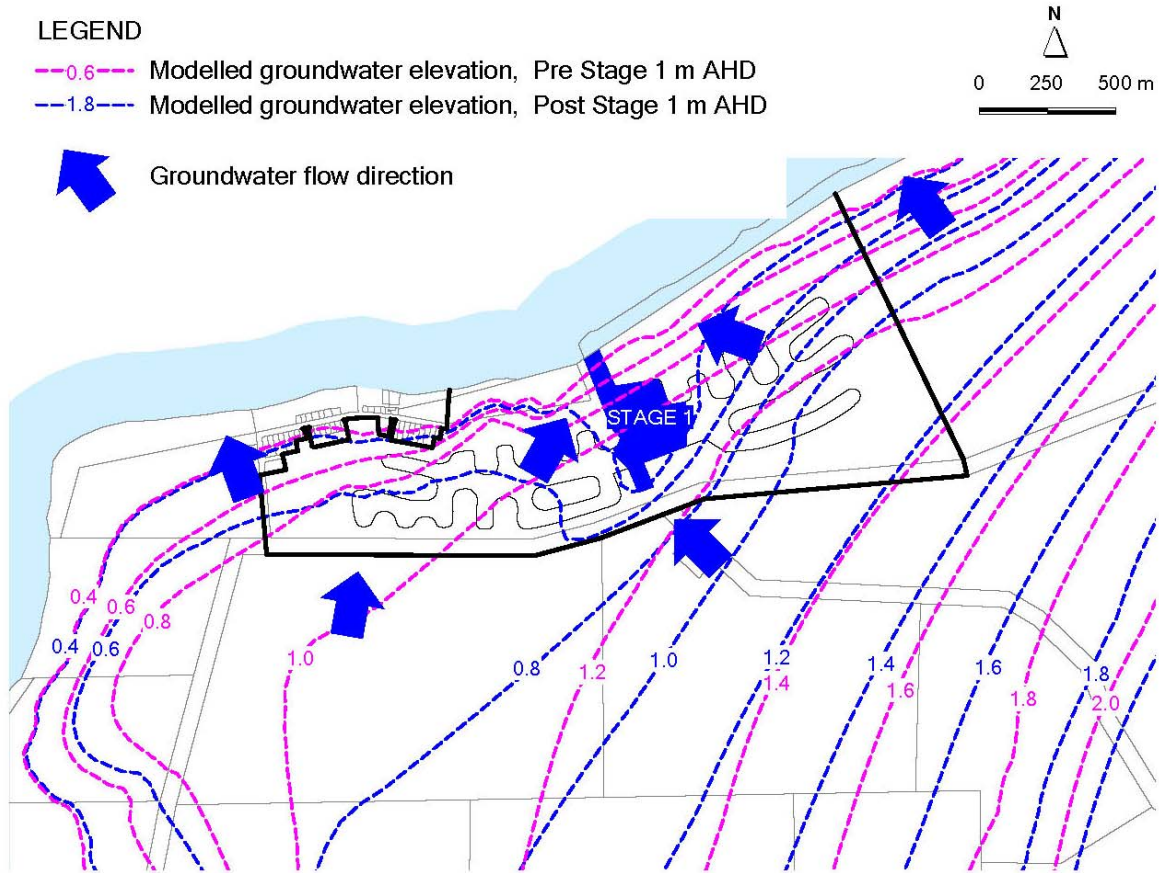 LEGEND
N
0.6 Modelled groundwater elevation, Pre Stage 1 m AHD
1.8 Modelled groundwater elevation, Post Stage 1 m AHD
0 250 500 m
Groundwater flow direction
STAGE 1
0.4
0.6
0.8
0.4
0.6
1.0
0.8
1.2
1.0
1.2
1.4
1.4
1.6
1.6
1.8
1.8
2.0